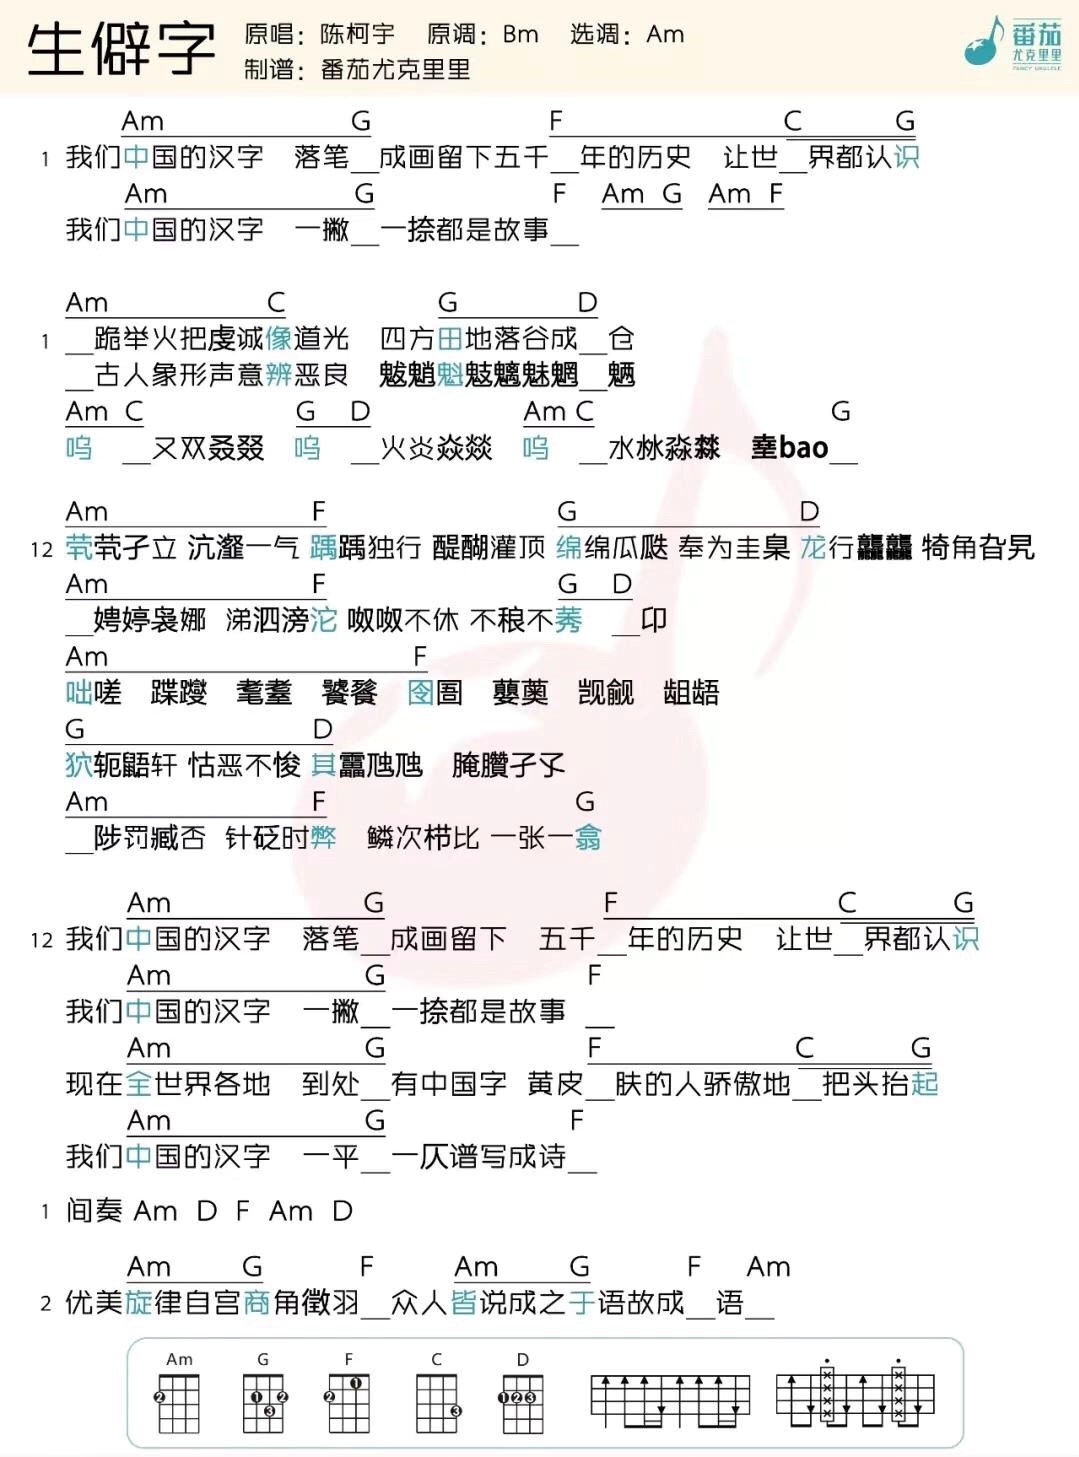 生僻字 原唱：陈柯宇 原调：Bm 选调：Am
制谱：番茄尤克里里
番茄
尤克里里
FANCY UKULELE
Am G F C G
1 我们中国的汉字 落笔__成画留下五千__年的历史 让世__界都认识
Am G F Am G Am F
我们中国的汉字 一撇__一捺都是故事__
Am C G D
1 __跪举火把虔诚像道光 四方田地落谷成__仓
__古人象形声意辨恶良 魃魈魁鬾魑魅魍__魉
Am C G D Am C G
呜 __又双叒叕 呜 __火炎焱燚 呜 __水沝淼㵘 㙓bao__
Am F G D
12 茕茕孑立 沆瀣一气 踽踽独行 醍醐灌顶 绵绵瓜瓞 奉为圭臬 龙行龘龘 犄角旮旯
Am F G D
__娉婷袅娜 涕泗滂沱 呶呶不休 不稂不莠 __卬
Am F
咄嗟 蹀躞 耄耋 饕餮 囹圄 蘡薁 觊觎 龃龉
G D
狖轭鼯轩 怙恶不悛 其靁虺虺 腌臢孑孓
Am F G
__陟罚臧否 针砭时弊 鳞次栉比 一张一翕
Am G F C G
12 我们中国的汉字 落笔__成画留下 五千__年的历史 让世__界都认识
Am G F
我们中国的汉字 一撇__一捺都是故事 __
Am G F C G
现在全世界各地 到处__有中国字 黄皮__肤的人骄傲地__把头抬起
Am G F
我们中国的汉字 一平__一仄谱写成诗__
1 间奏 Am D F Am D
Am G F Am G F Am
2 优美旋律自宫商角徵羽__众人皆说成之于语故成__语__
Am G F C D
2 1 2 3 2 1 3 1 2 3